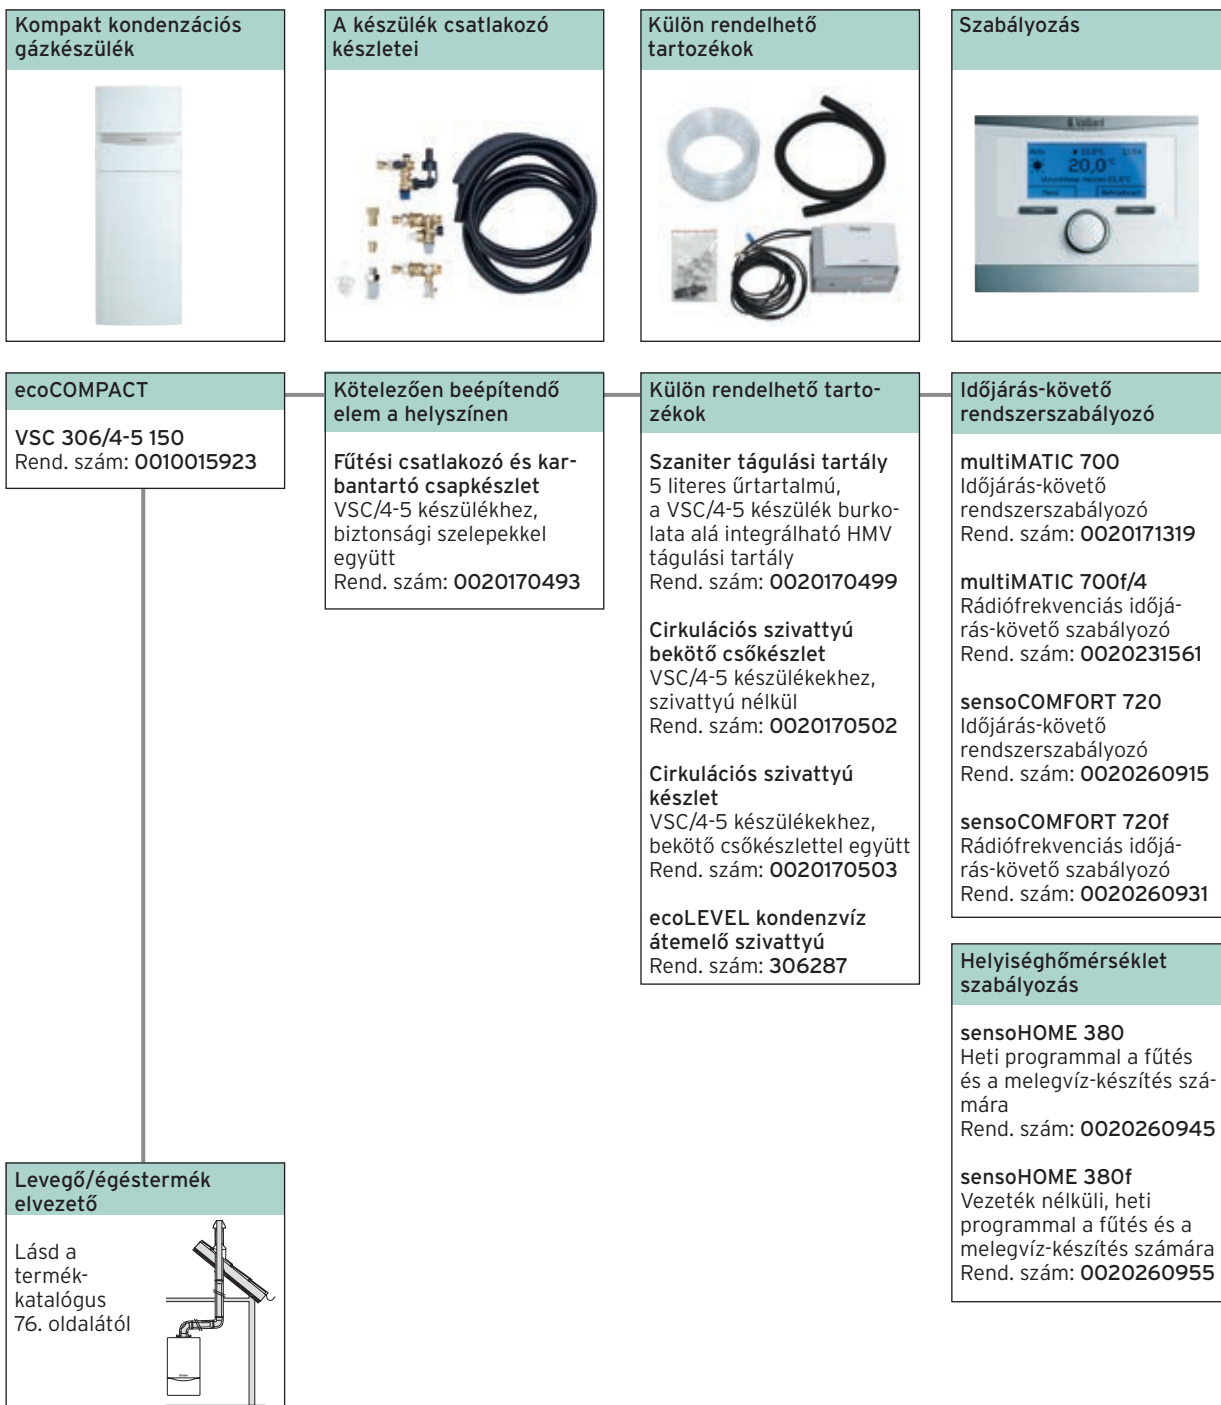 Kompakt kondenzációs
gázkészülék
A készülék csatlakozó
készletei
Külön rendelhető
tartozékok
Szabályozás
Vaillant
20,0 °C
ecoCOMPACT
VSC 306/4-5 150
Rend. szám: 0010015923
Kötelezően beépítendő
elem a helyszínen
Fűtési csatlakozó és kar-
bantartó csapkészlet
VSC/4-5 készülékhez,
biztonsági szelepekkel
együtt
Rend. szám: 0020170493
Külön rendelhető tarto-
zékok
Szaniter tágulási tartály
5 literes űrtartalmú,
a VSC/4-5 készülék burko-
lata alá integrálható HMV
tágulási tartály
Rend. szám: 0020170499
Cirkulációs szivattyú
bekötő csőkészlet
VSC/4-5 készülékekhez,
szivattyú nélkül
Rend. szám: 0020170502
Cirkulációs szivattyú
készlet
VSC/4-5 készülékekhez,
bekötő csőkészlettel együtt
Rend. szám: 0020170503
ecoLEVEL kondenzvíz
átemelő szivattyú
Rend. szám: 306287
Időjárás-követő
rendszerszabályozó
multiMATIC 700
Időjárás-követő
rendszerszabályozó
Rend. szám: 0020171319
multiMATIC 700f/4
Rádiófrekvenciás időjá-
rás-követő szabályozó
Rend. szám: 0020231561
sensoCOMFORT 720
Időjárás-követő
rendszerszabályozó
Rend. szám: 0020260915
sensoCOMFORT 720f
Rádiófrekvenciás időjá-
rás-követő szabályozó
Rend. szám: 0020260931
Helyiséghőmérséklet
szabályozás
sensoHOME 380
Heti programmal a fűtés
és a melegvíz-készítés szá-
mára
Rend. szám: 0020260945
sensoHOME 380f
Vezeték nélküli, heti
programmal a fűtés és a
melegvíz-készítés számára
Rend. szám: 0020260955
Levegő/égéstermék
elvezető
Lásd a
termék-
katalógus
76. oldalától